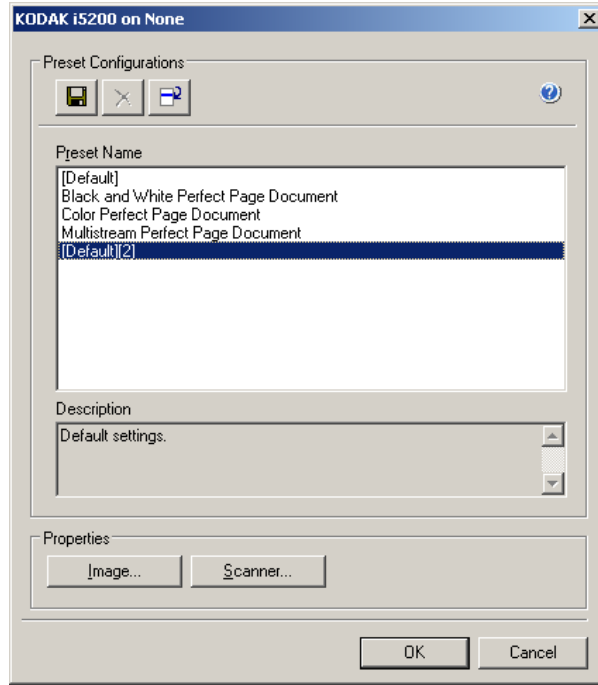 KODAK i5200 on None
Preset Configurations
Preset Name
[Default]
Black and White Perfect Page Document
Color Perfect Page Document
Multistream Perfect Page Document
[Default][2]
Description
Default settings.
Properties
Image...
Scanner...
OK
Cancel